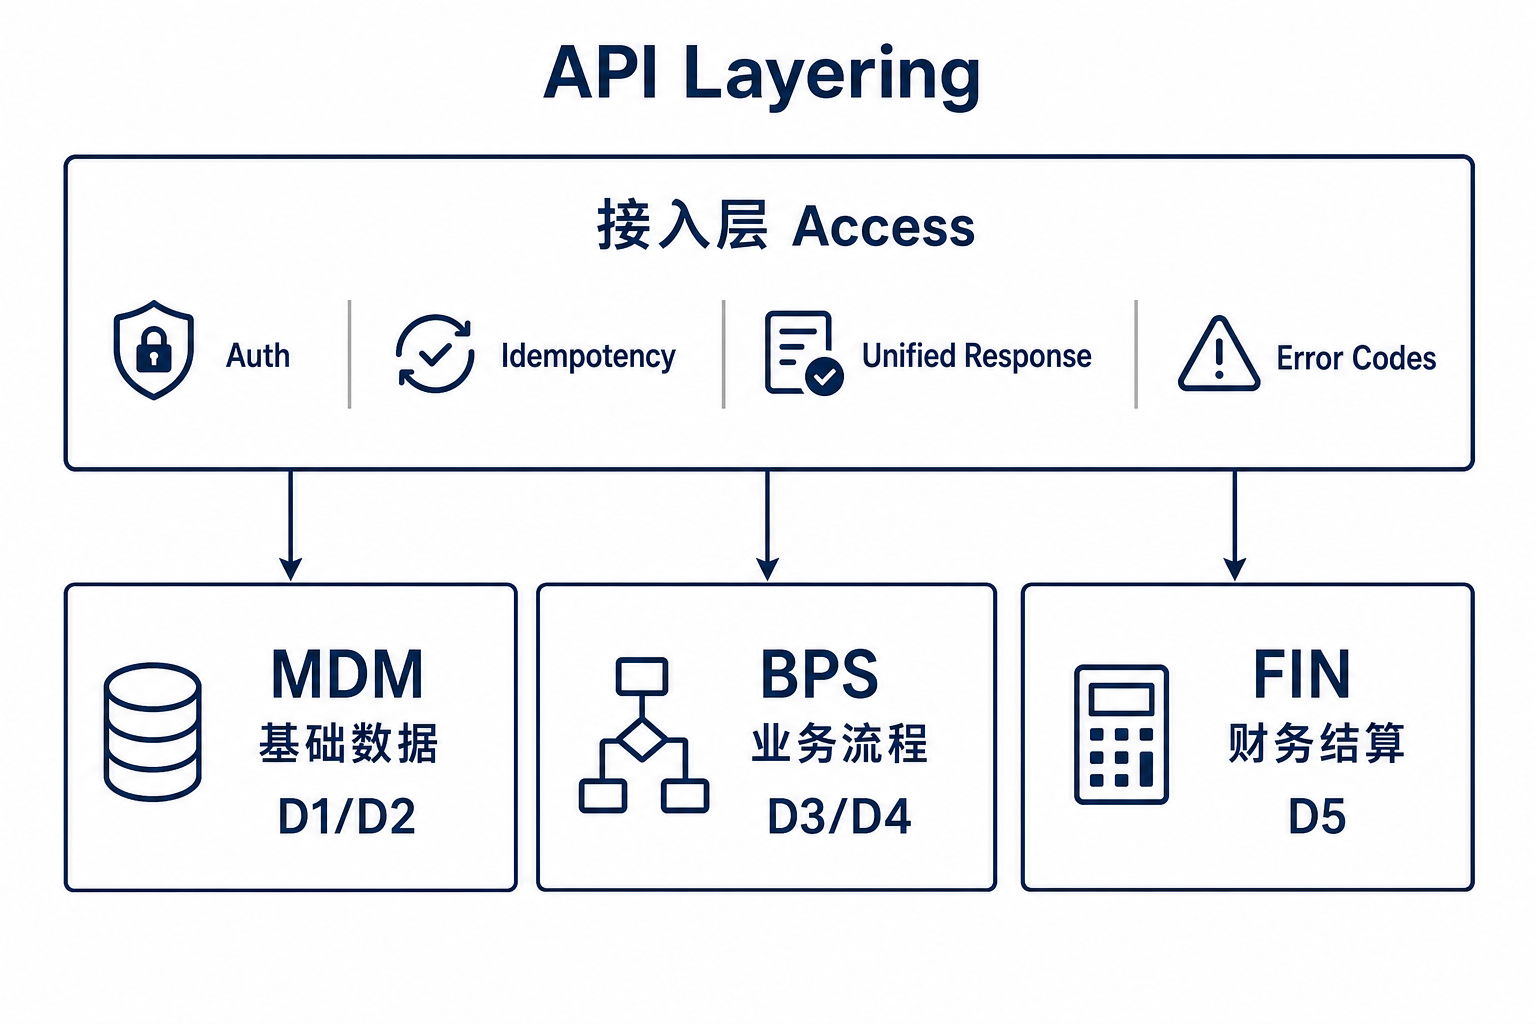 API Layering
接入层 Access
Auth
Idempotency
Unified Response
Error Codes
MDM
基础数据
D1/D2
BPS
业务流程
D3/D4
FIN
财务结算
D5